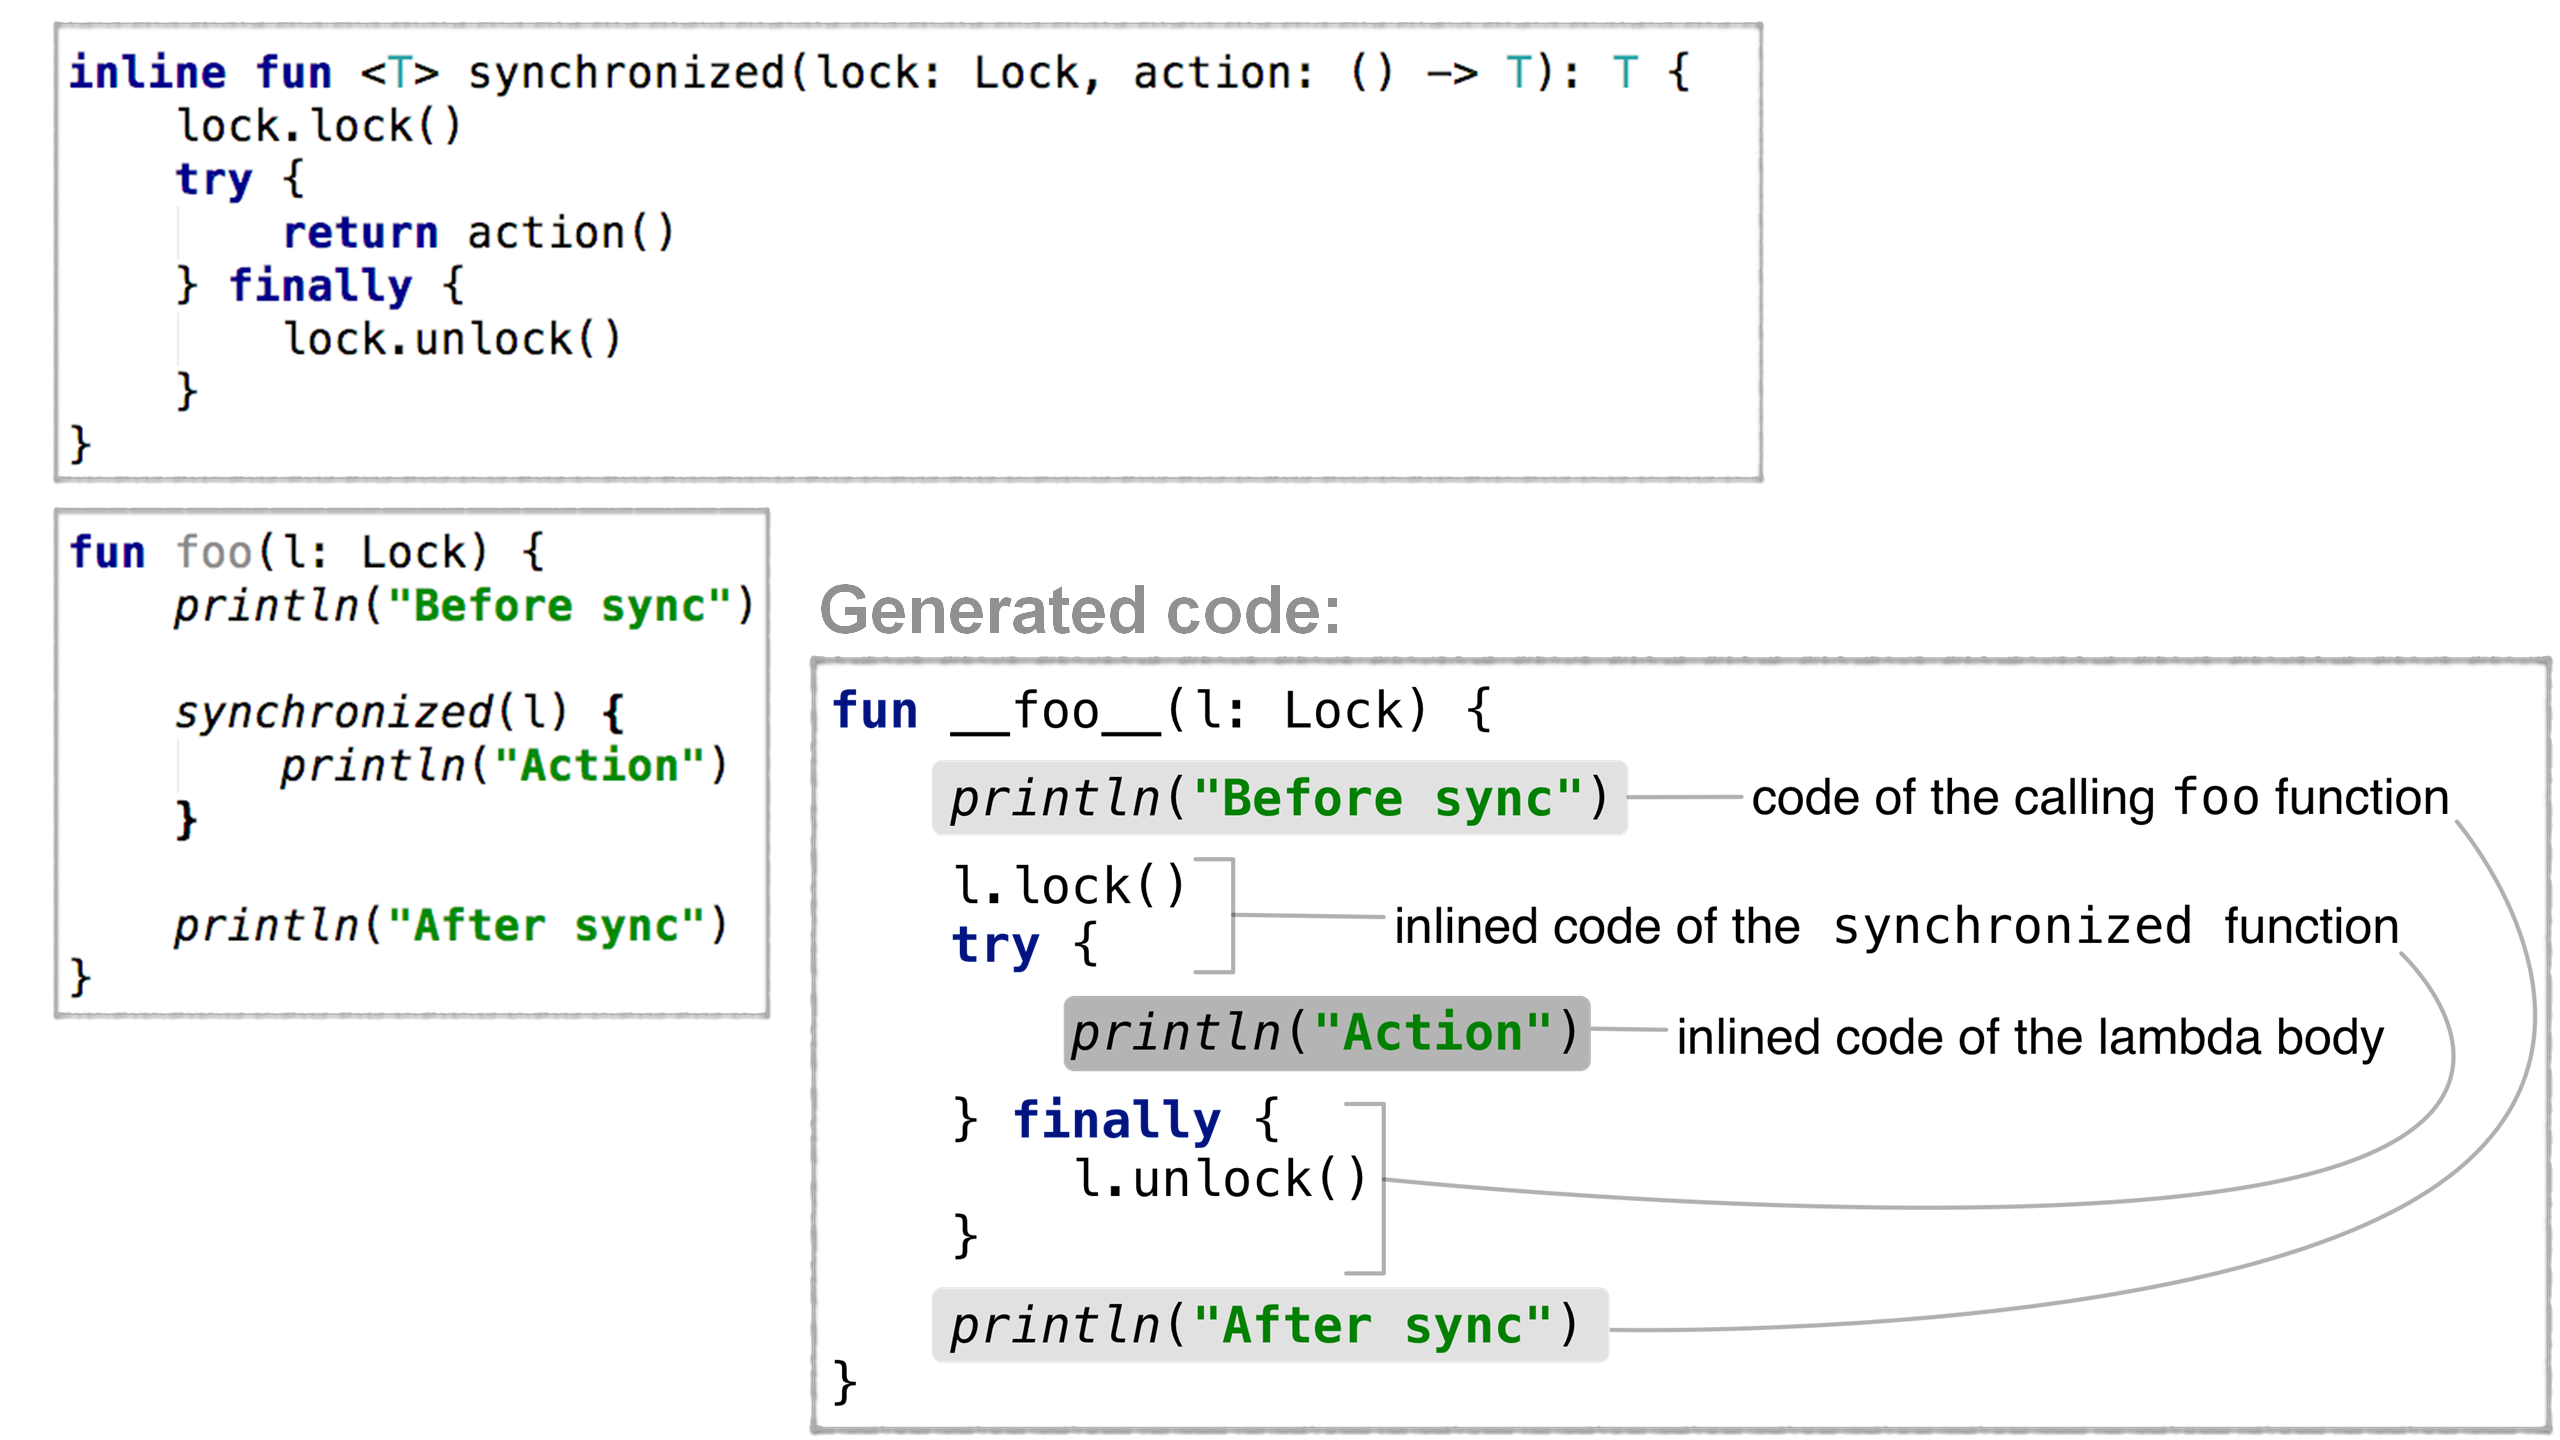 inline fun <T> synchronized(lock: Lock, action: () -> T): T {
    lock.lock()
    try {
        return action()
    } finally {
        lock.unlock()
    }
}
fun foo(l: Lock) {
    println("Before sync")
    synchronized(l) {
        println("Action")
    }
    println("After sync")
}
Generated code:
fun __foo__(l: Lock) {
    println("Before sync") code of the calling foo function
    l.lock()
    try {
inlined code of the synchronized function
        println("Action") inlined code of the lambda body
    } finally {
        l.unlock()
    }
    println("After sync")
}